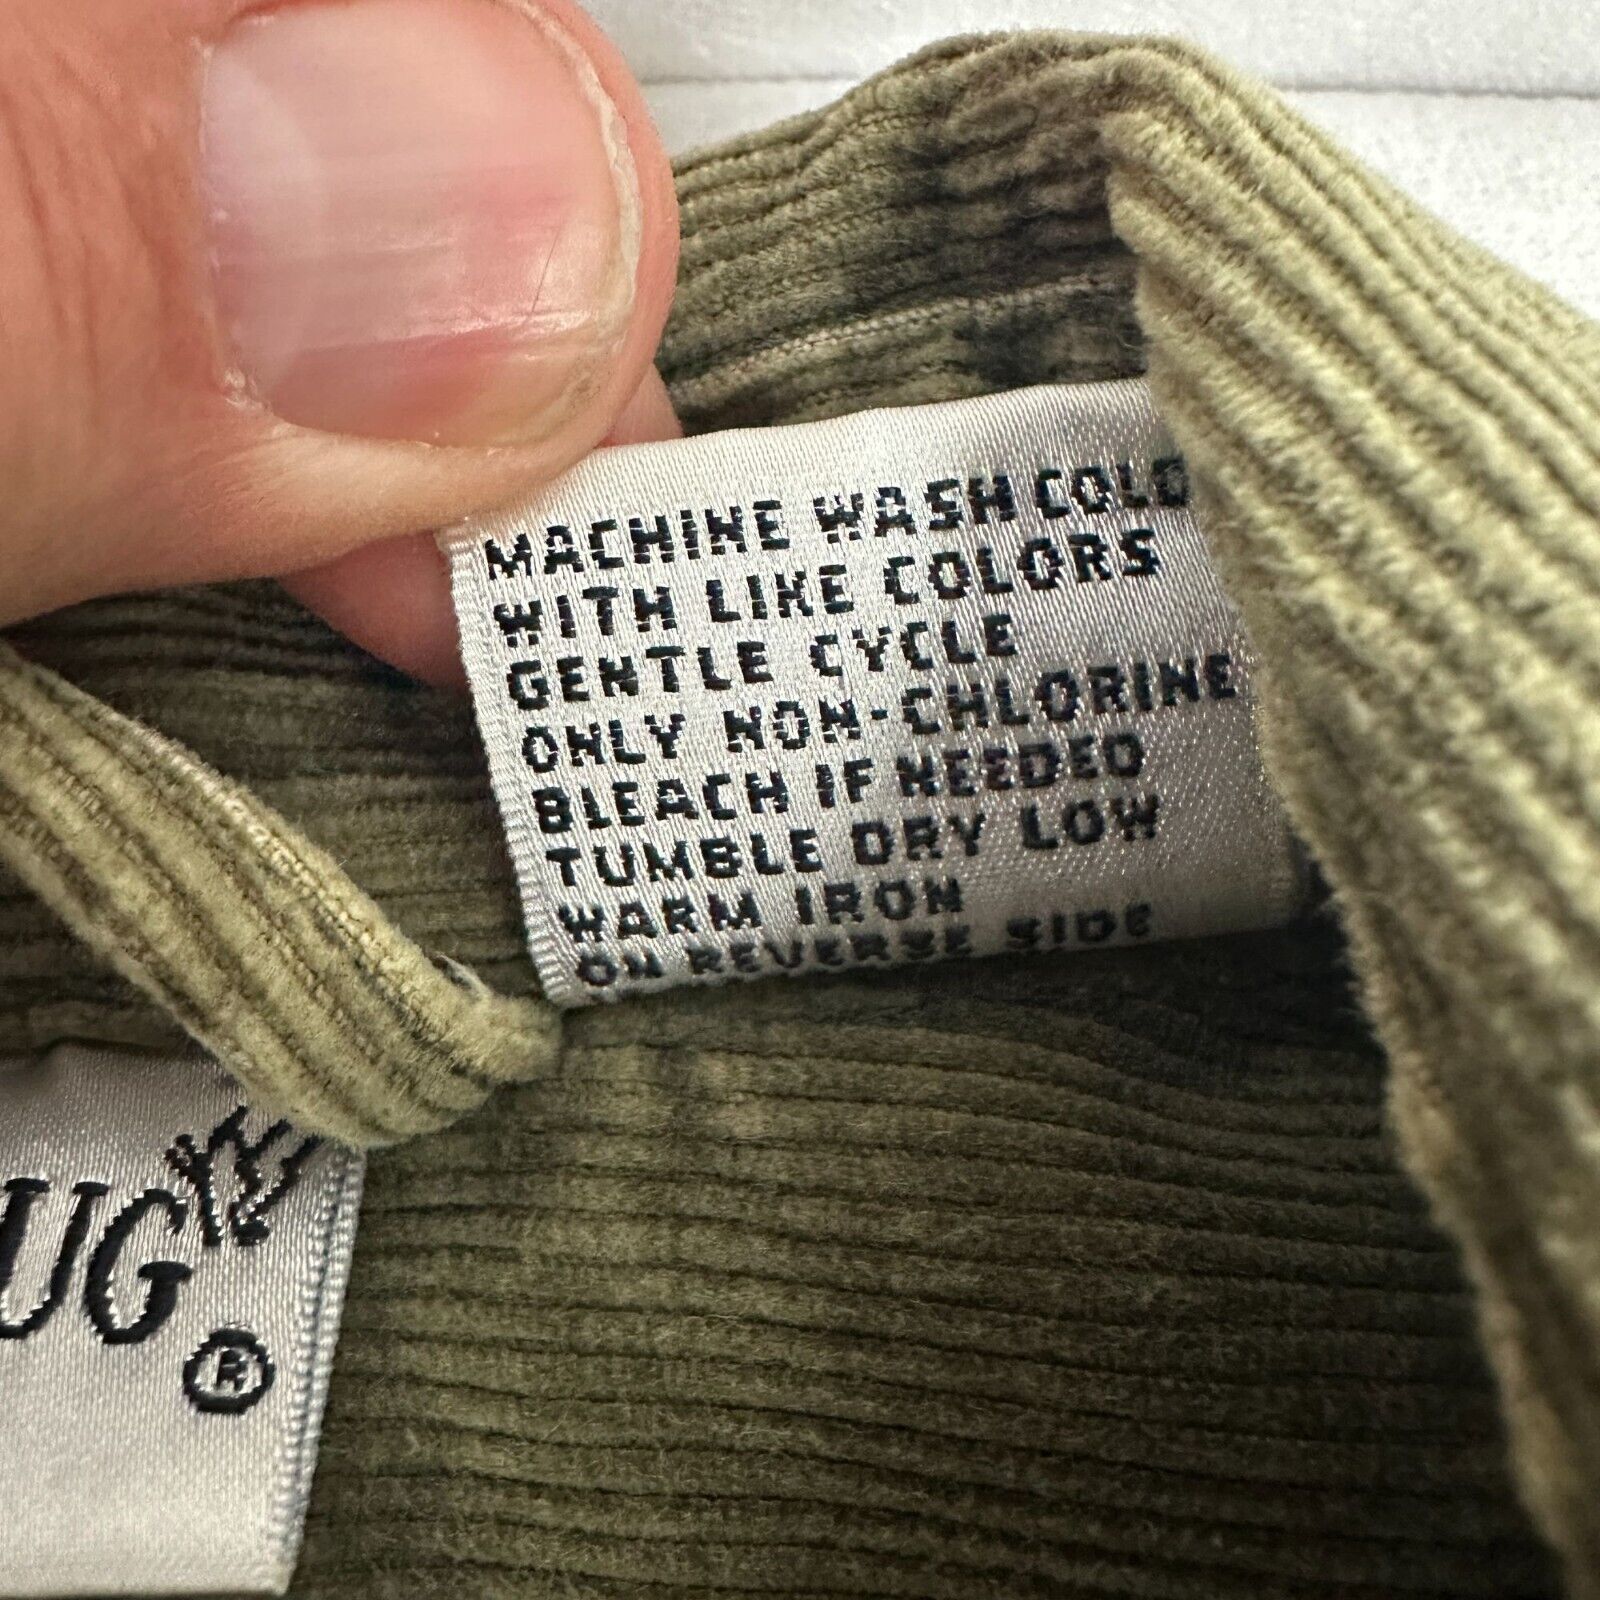 MACHINE WASH COLD
WITH LIKE COLORS
GENTLE CYCLE
ONLY NON-CHLORINE
BLEACH IF NEEDED
TUMBLE DRY LOW
WARM IRON
ON REVERSE SIDE
UG
®